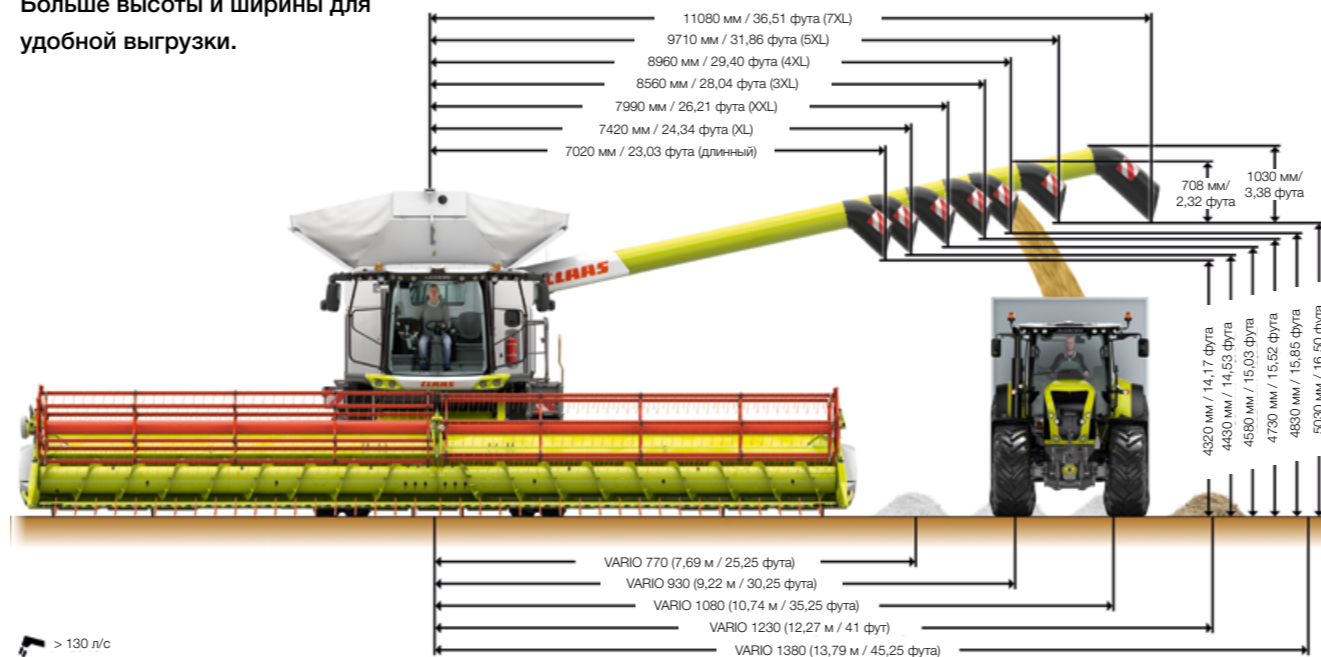 Больше высоты и ширины для
удобной выгрузки.
11080 мм / 36,51 фута (7XL)
9710 мм / 31,86 фута (5XL)
8960 мм / 29,40 фута (4XL)
8560 мм / 28,04 фута (3XL)
7990 мм / 26,21 фута (XXL)
7420 мм / 24,34 фута (XL)
7020 мм / 23,03 фута (длинный)
708 мм/
2,32 фута
1030 мм/
3,38 фута
CLAAS
CLAAS
4320 мм / 14,17 фута
4430 мм / 14,53 фута
4580 мм / 15,03 фута
4730 мм / 15,52 фута
4830 мм / 15,85 фута
5030 мм / 16,50 фута
VARIO 770 (7,69 м / 25,25 фута)
VARIO 930 (9,22 м / 30,25 фута)
VARIO 1080 (10,74 м / 35,25 фута)
VARIO 1230 (12,27 м / 41 фут)
VARIO 1380 (13,79 м / 45,25 фута)
> 130 л/с